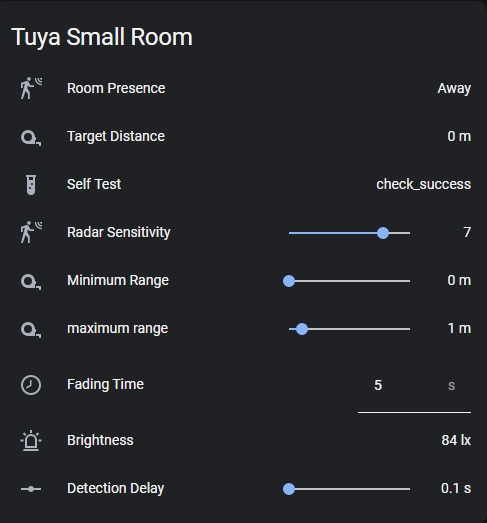 Tuya Small Room
Room Presence Away
Target Distance 0 m
Self Test check_success
Radar Sensitivity 7
Minimum Range 0 m
maximum range 1 m
Fading Time 5 s
Brightness 84 lx
Detection Delay 0.1 s